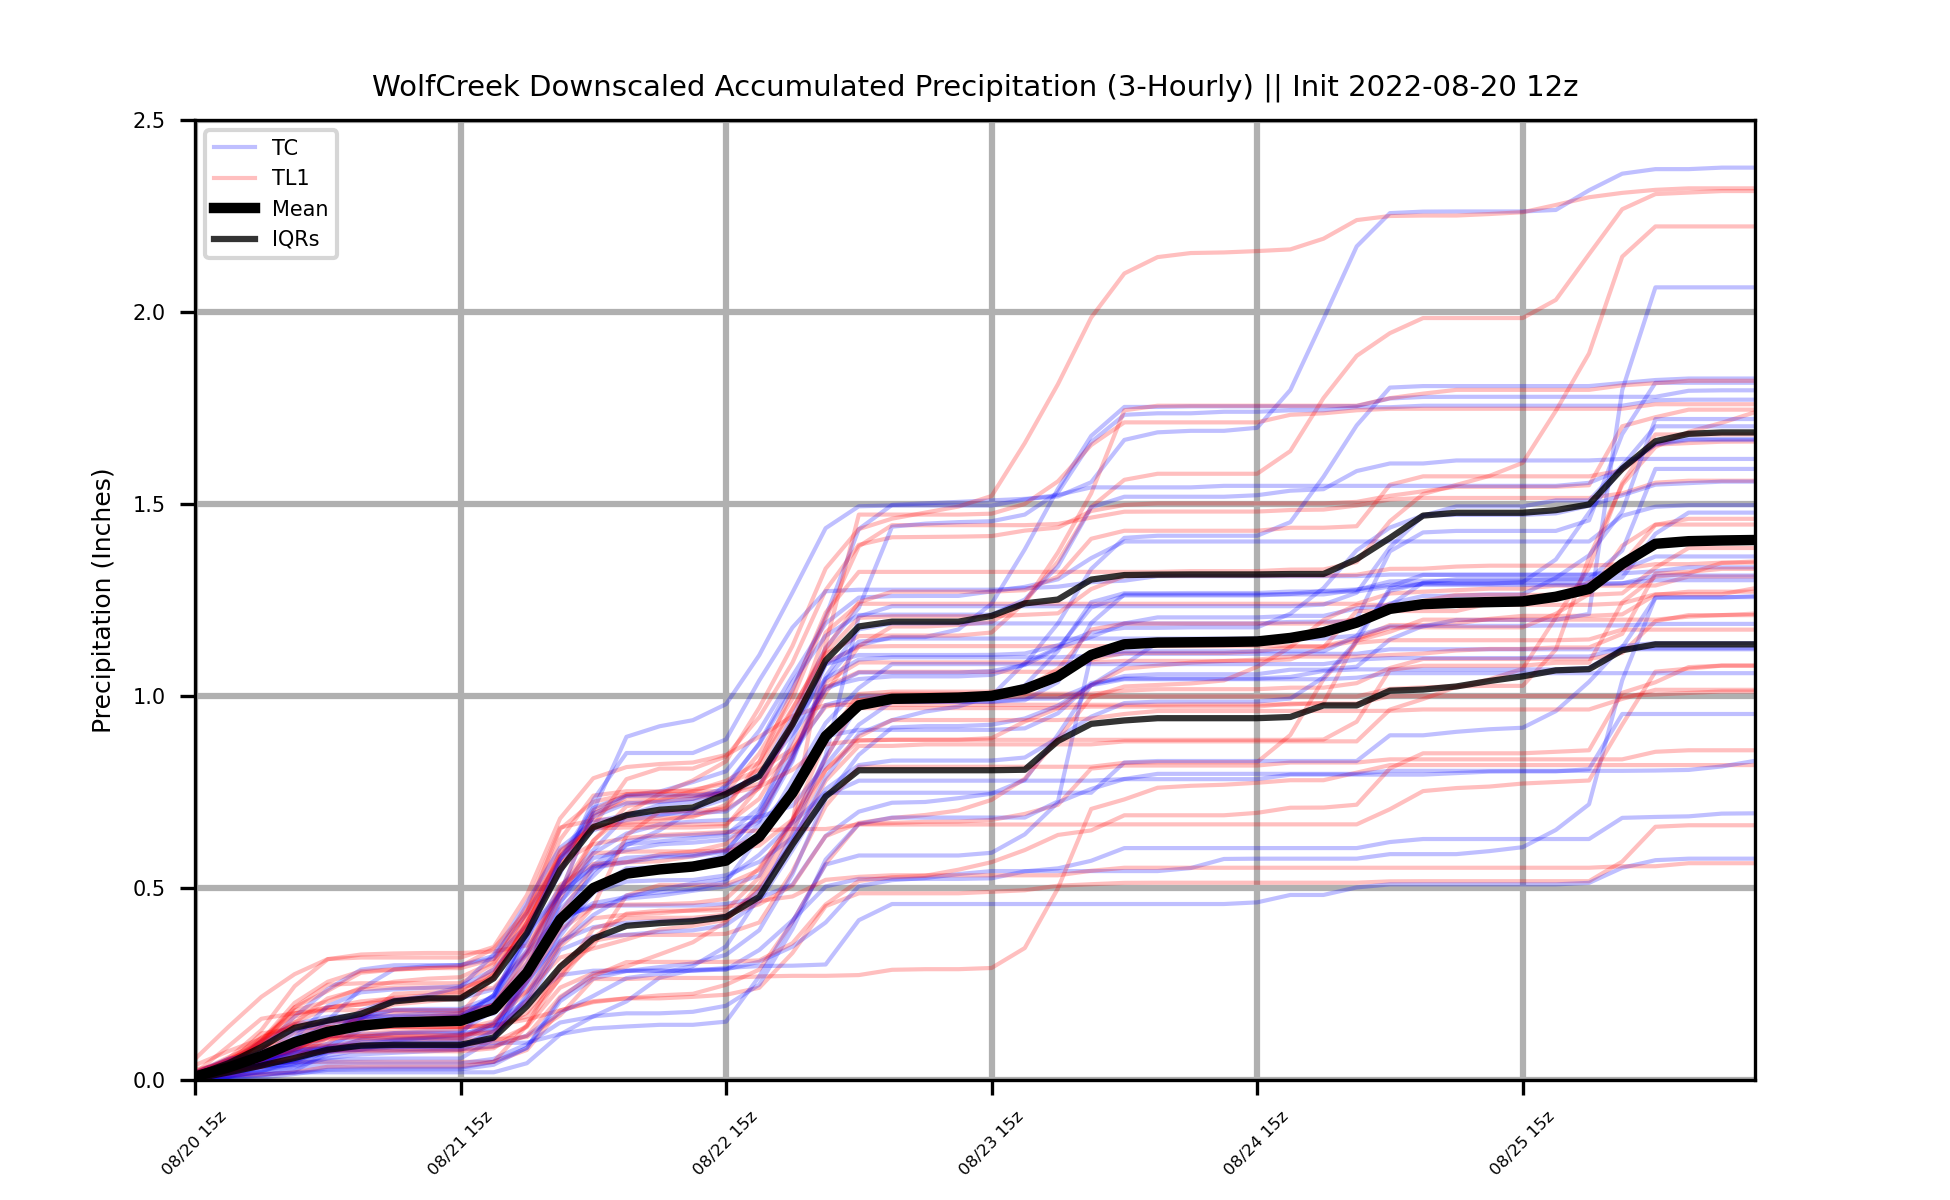 WolfCreek Downscaled Accumulated Precipitation (3-Hourly) || Init 2022-08-20 12z
2.5
2.0
1.5
1.0
0.5
0.0
Precipitation (Inches)
TC
TL1
Mean
IQRs
08/20 15z
08/21 15z
08/22 15z
08/23 15z
08/24 15z
08/25 15z